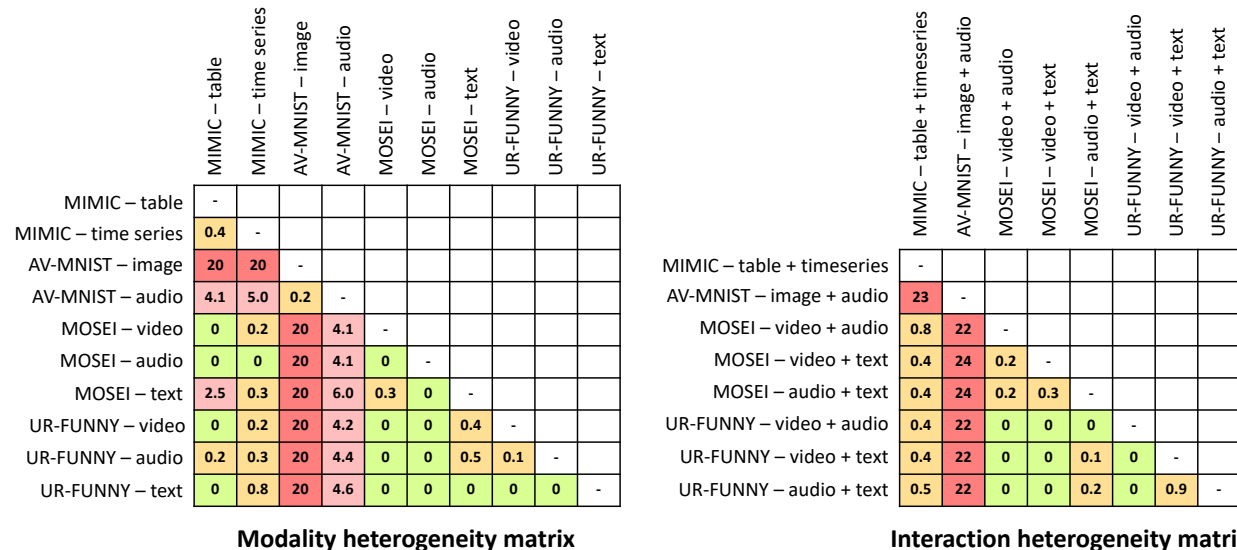 MIMIC – table
MIMIC – time series
AV-MNIST – image
AV-MNIST – audio
MOSEI – video
MOSEI – audio
MOSEI – text
UR-FUNNY – video
UR-FUNNY – audio
UR-FUNNY – text
MIMIC – table -
MIMIC – time series 0.4 -
AV-MNIST – image 20 20 -
AV-MNIST – audio 4.1 5.0 0.2 -
MOSEI – video 0 0.2 20 4.1 -
MOSEI – audio 0 0 20 4.1 0 -
MOSEI – text 2.5 0.3 20 6.0 0.3 0 -
UR-FUNNY – video 0 0.2 20 4.2 0 0 0.4 -
UR-FUNNY – audio 0.2 0.3 20 4.4 0 0 0.5 0.1 -
UR-FUNNY – text 0 0.8 20 4.6 0 0 0 0 0 -
Modality heterogeneity matrix
MIMIC – table + timeseries
AV-MNIST – image + audio
MOSEI – video + audio
MOSEI – video + text
MOSEI – audio + text
UR-FUNNY – video + audio
UR-FUNNY – video + text
UR-FUNNY – audio + text
MIMIC – table + timeseries -
AV-MNIST – image + audio 23 -
MOSEI – video + audio 0.8 22 -
MOSEI – video + text 0.4 24 0.2 -
MOSEI – audio + text 0.4 24 0.2 0.3 -
UR-FUNNY – video + audio 0.4 22 0 0 0 -
UR-FUNNY – video + text 0.4 22 0 0 0.1 0 -
UR-FUNNY – audio + text 0.5 22 0 0 0.2 0 0.9 -
Interaction heterogeneity matri